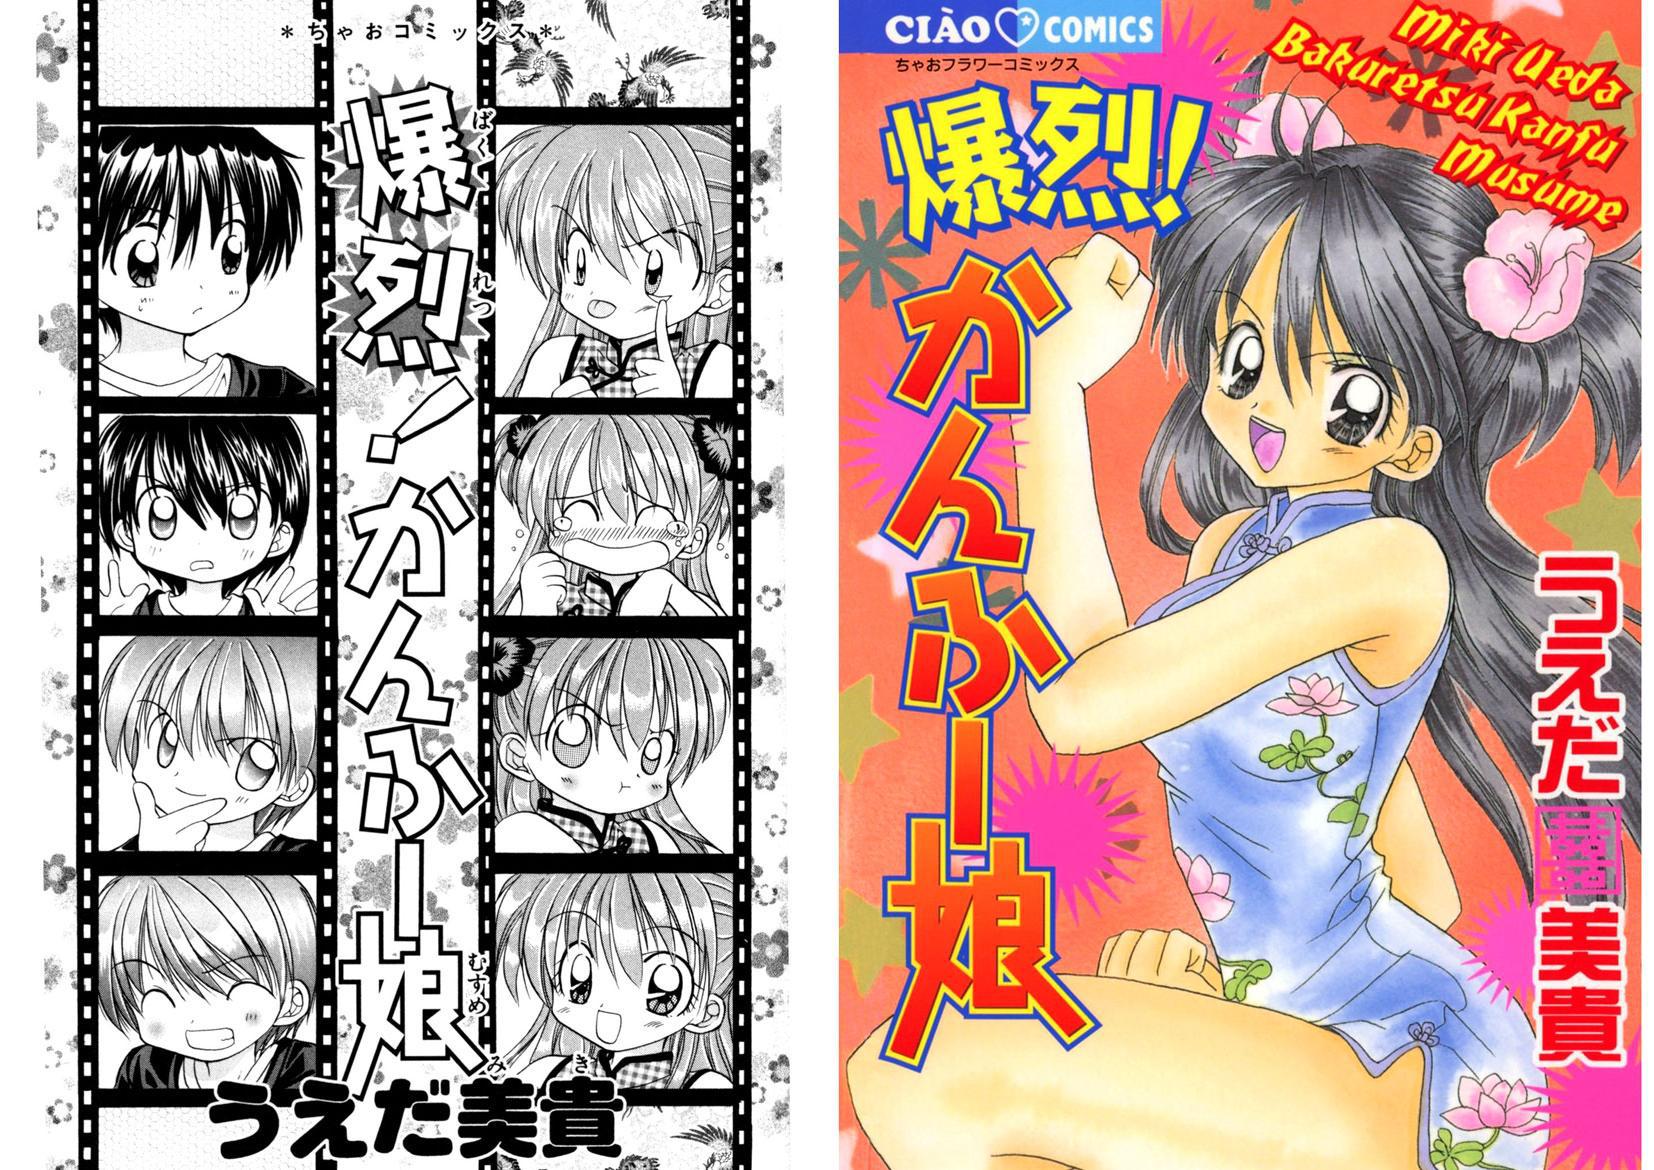 ＊ちゃおコミックス＊
爆烈！かんふー娘
ばく
れつ
むすめ
うえだ美貴
みき
CIÀO♡COMICS
ちゃおフラワーコミックス
Miki Ueda
Bakuretsu Kanfu
Musume
爆烈!
かんふー娘
うえだ
美貴